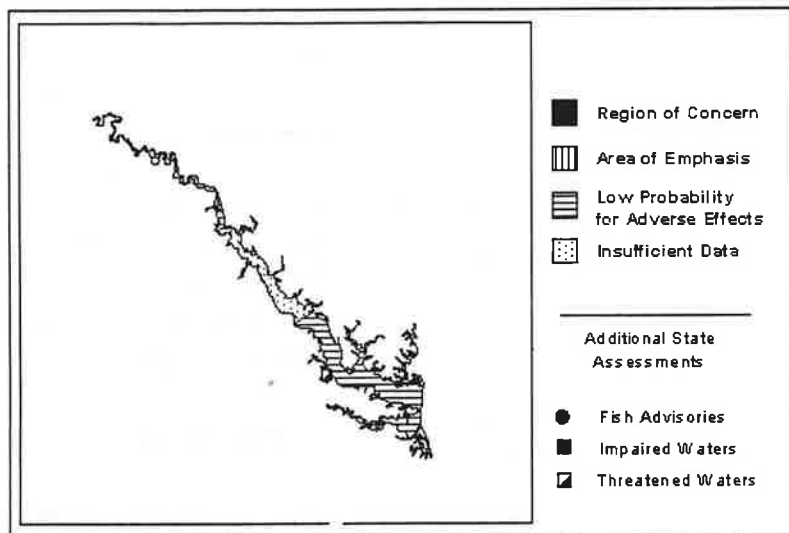 Region of Concern
Area of Emphasis
Low Probability
for Adverse Effects
Insufficient Data
Additional State
Assessments
Fish Advisories
Impaired Waters
Threatened Waters